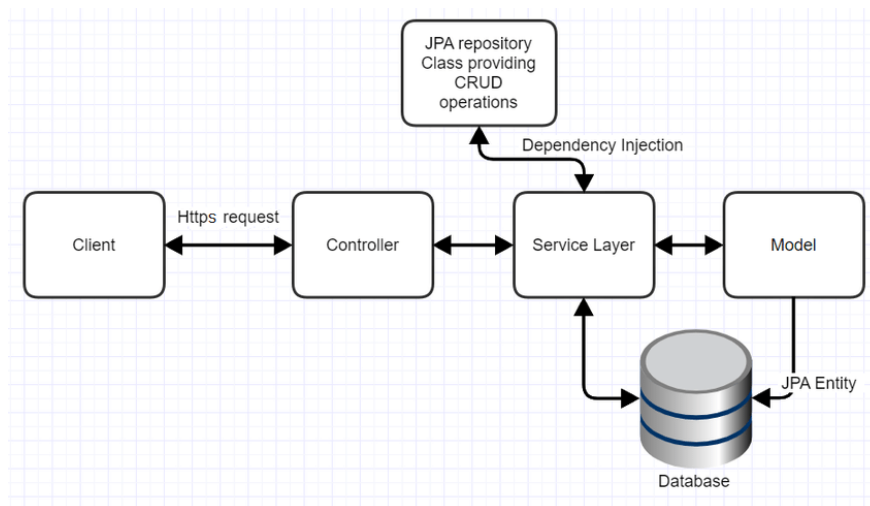 JPA repository
Class providing
CRUD
operations
Dependency Injection
Https request
Client
Controller
Service Layer
Model
JPA Entity
Database